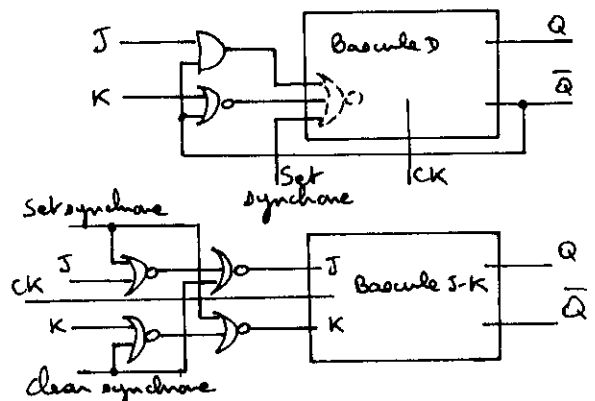 J
Bascule D
Q
K
Q
Set
synchrone
CK
Set synchrone
J
CK
J
Bascule J-K
Q
K
K
Q
clear synchrone